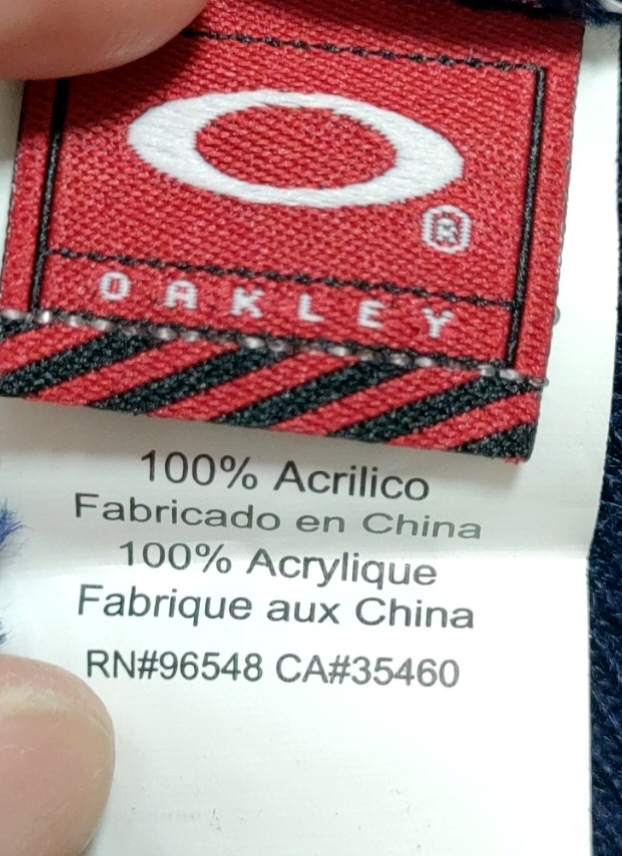 ®
OAKLEY
100% Acrilico
Fabricado en China
100% Acrylique
Fabrique aux China
RN#96548 CA#35460